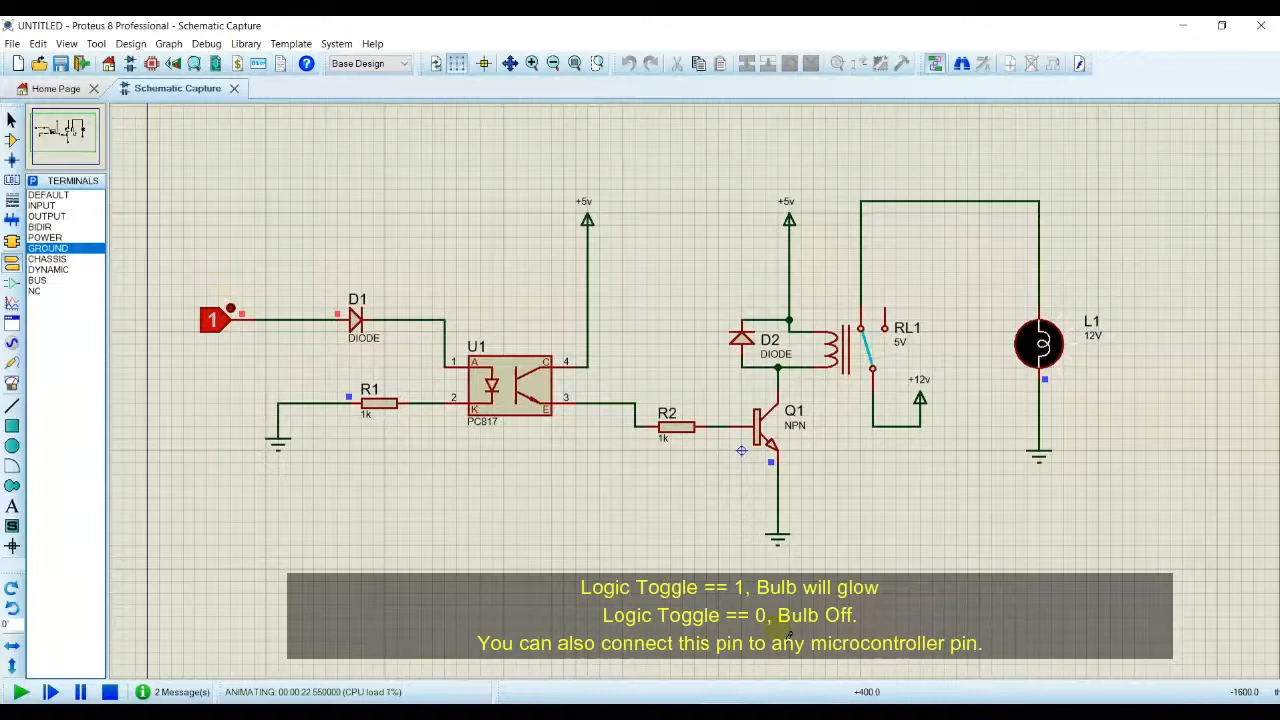 UNTITLED - Proteus 8 Professional - Schematic Capture
File Edit View Tool Design Graph Debug Library Template System Help
Base Design
Home Page
Schematic Capture
P TERMINALS
DEFAULT
INPUT
OUTPUT
BIDIR
POWER
GROUND
CHASSIS
DYNAMIC
BUS
NC
LBL
A
S
+5v
+5v
1
D1
DIODE
U1
1
A
C
4
2
K
E
3
PC817
R1
1k
R2
1k
D2
DIODE
RL1
5V
+12v
Q1
NPN
L1
12V
Logic Toggle == 1, Bulb will glow
Logic Toggle == 0, Bulb Off.
You can also connect this pin to any microcontroller pin.
2 Message(s)
ANIMATING: 00:00:22.550000 (CPU load 1%)
+400.0
-1600.0
th